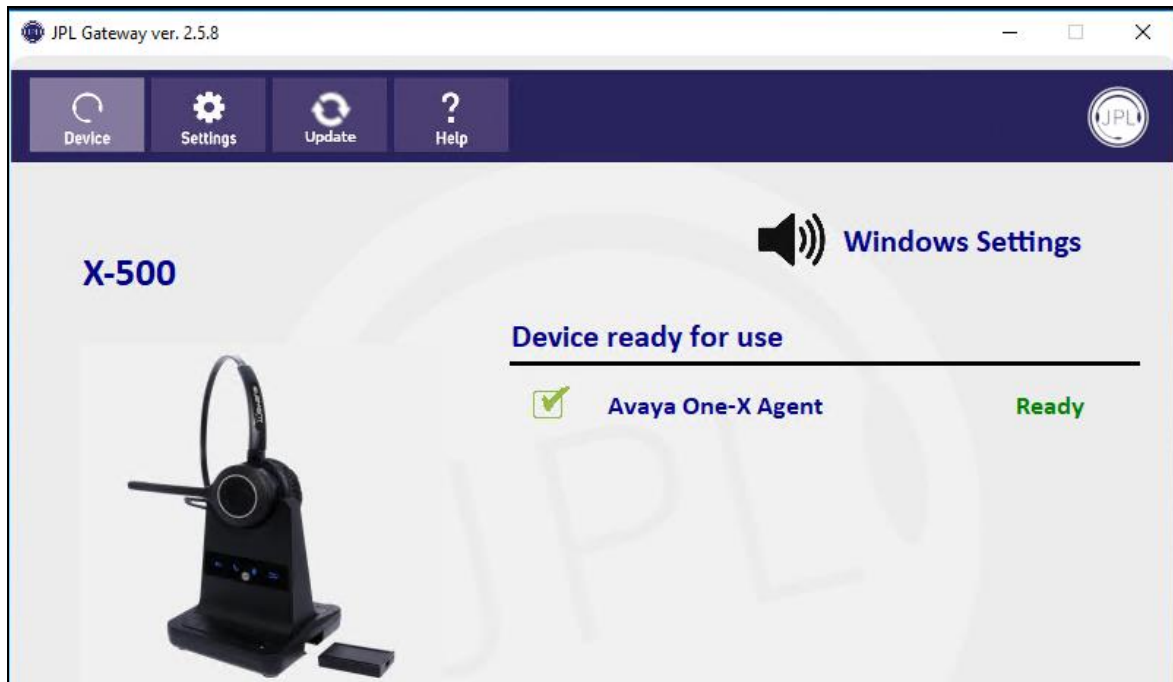 JPL Gateway ver. 2.5.8
Device
Settings
Update
?
Help
JPL
Windows Settings
X-500
Device ready for use
Avaya One-X Agent
Ready
JPL